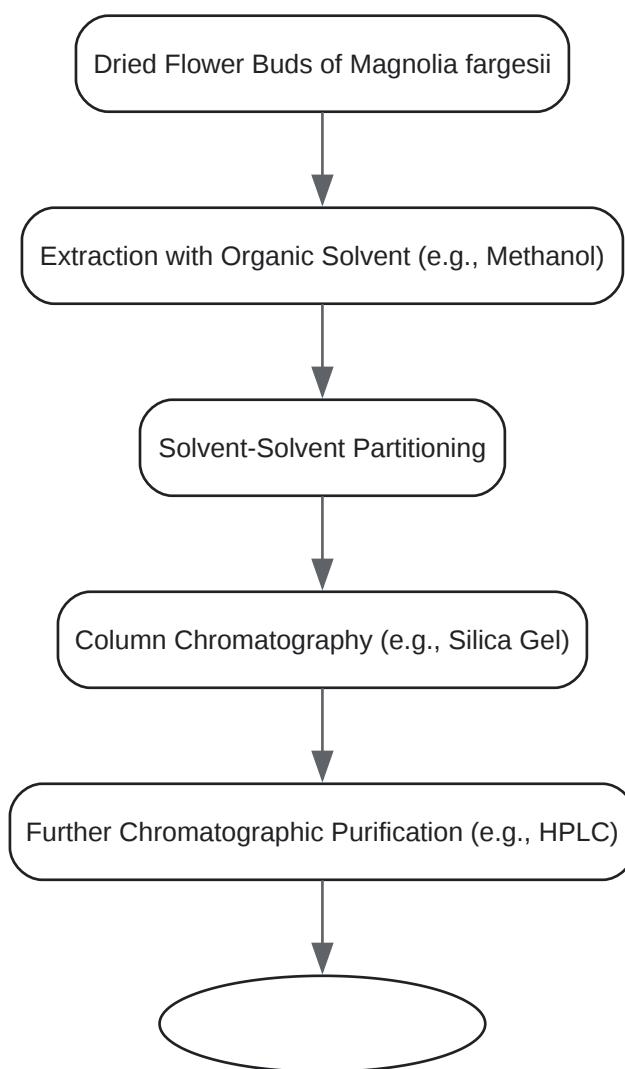 Dried Flower Buds of Magnolia fargesii
Extraction with Organic Solvent (e.g., Methanol)
Solvent-Solvent Partitioning
Column Chromatography (e.g., Silica Gel)
Further Chromatographic Purification (e.g., HPLC)